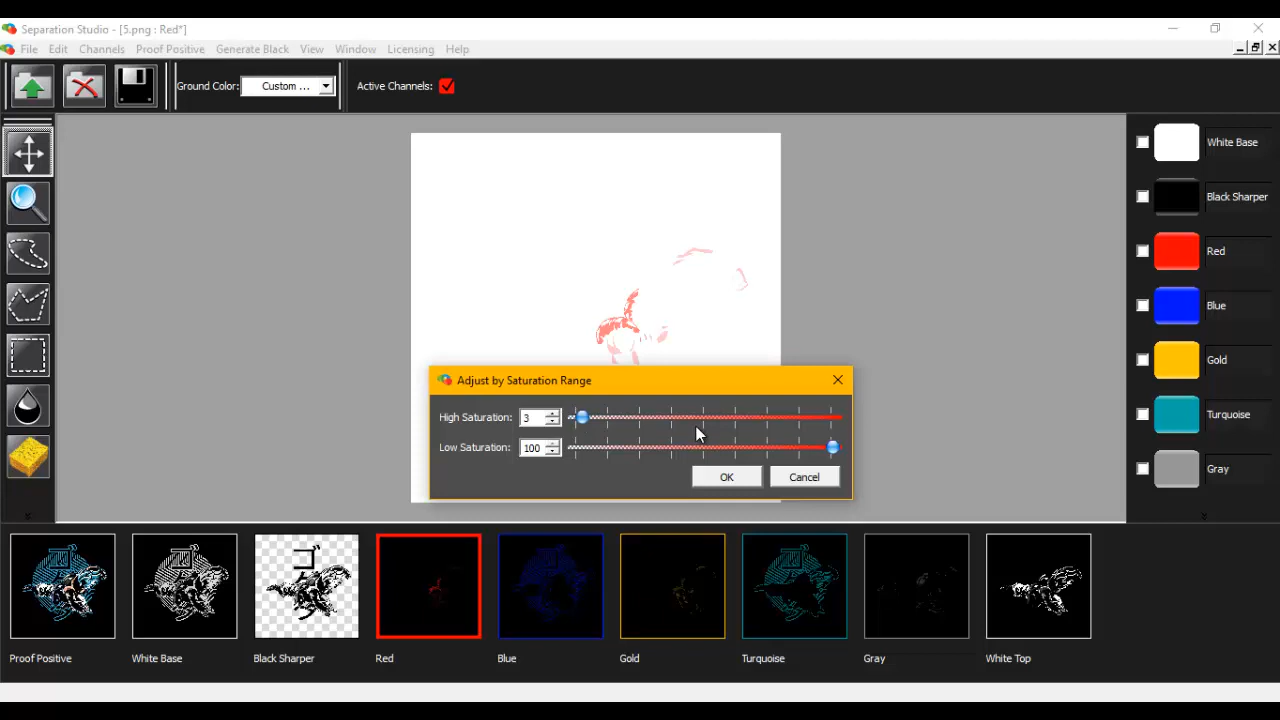 Separation Studio - [5.png : Red*]
File Edit Channels Proof Positive Generate Black View Window Licensing Help
Ground Color: Custom ... Active Channels:
White Base
Black Sharper
Red
Blue
Gold
Turquoise
Gray
Adjust by Saturation Range
High Saturation: 3
Low Saturation: 100
OK Cancel
ゴ
Proof Positive White Base Black Sharper Red Blue Gold Turquoise Gray White Top